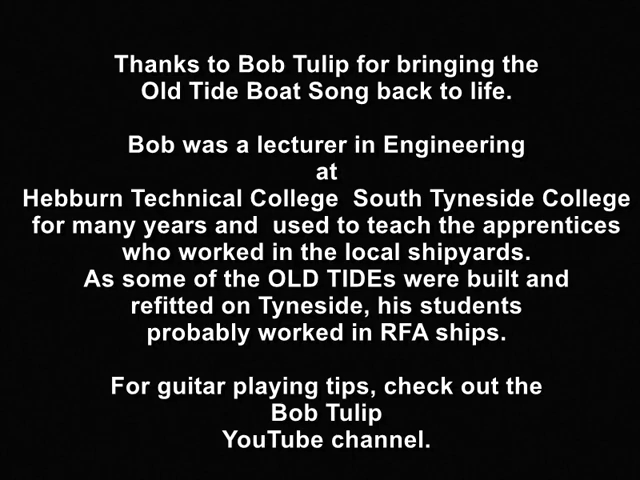 Thanks to Bob Tulip for bringing the
Old Tide Boat Song back to life.
Bob was a lecturer in Engineering
at
Hebburn Technical College  South Tyneside College
for many years and  used to teach the apprentices
who worked in the local shipyards.
As some of the OLD TIDEs were built and
refitted on Tyneside, his students
probably worked in RFA ships.
For guitar playing tips, check out the
Bob Tulip
YouTube channel.